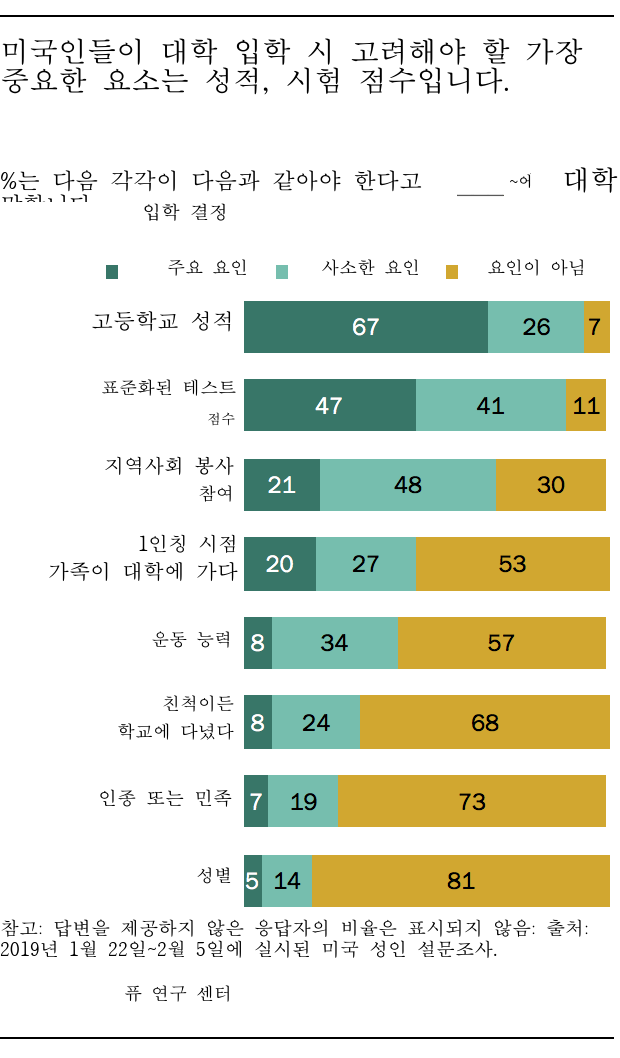 미국인들이 대학 입학 시 고려해야 할 가장
중요한 요소는 성적, 시험 점수입니다.
%는 다음 각각이 다음과 같아야 한다고 ____ ~에 대학
입학 결정
주요 요인 사소한 요인 요인이 아님
고등학교 성적 67 26 7
표준화된 테스트
점수
47 41 11
지역사회 봉사
참여
21 48 30
1인칭 시점
가족이 대학에 가다
20 27 53
운동 능력 8 34 57
친척이든
학교에 다녔다
8 24 68
인종 또는 민족 7 19 73
성별 5 14 81
참고: 답변을 제공하지 않은 응답자의 비율은 표시되지 않음: 출처:
2019년 1월 22일~2월 5일에 실시된 미국 성인 설문조사.
퓨 연구 센터